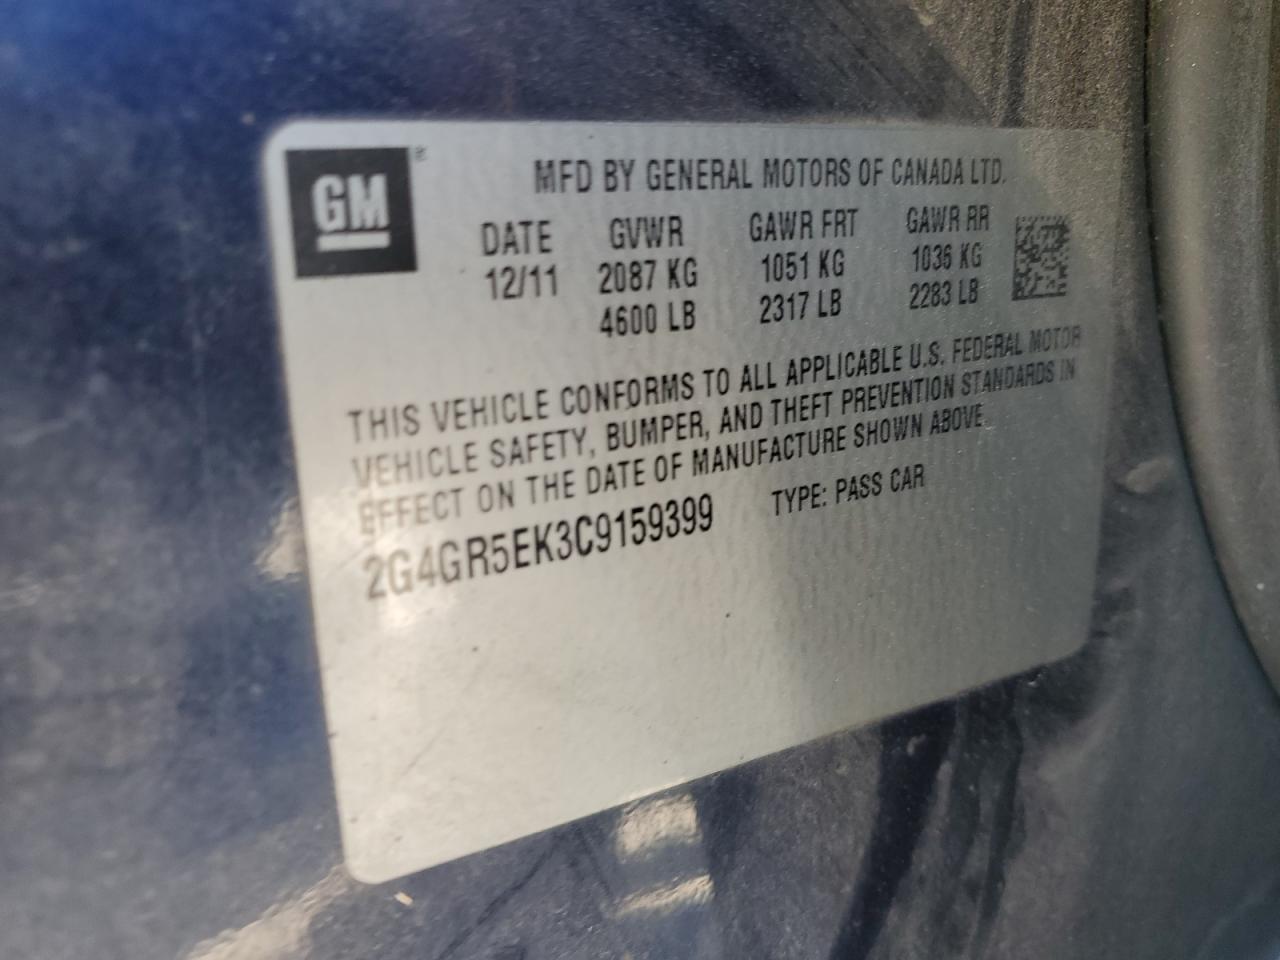 GM
MFD BY GENERAL MOTORS OF CANADA LTD.
DATE GVWR GAWR FRT GAWR RR
12/11 2087 KG 1051 KG 1036 KG
4600 LB 2317 LB 2283 LB
THIS VEHICLE CONFORMS TO ALL APPLICABLE U.S. FEDERAL MOTOR
VEHICLE SAFETY, BUMPER, AND THEFT PREVENTION STANDARDS IN
EFFECT ON THE DATE OF MANUFACTURE SHOWN ABOVE.
2G4GR5EK3C9159399 TYPE: PASS CAR